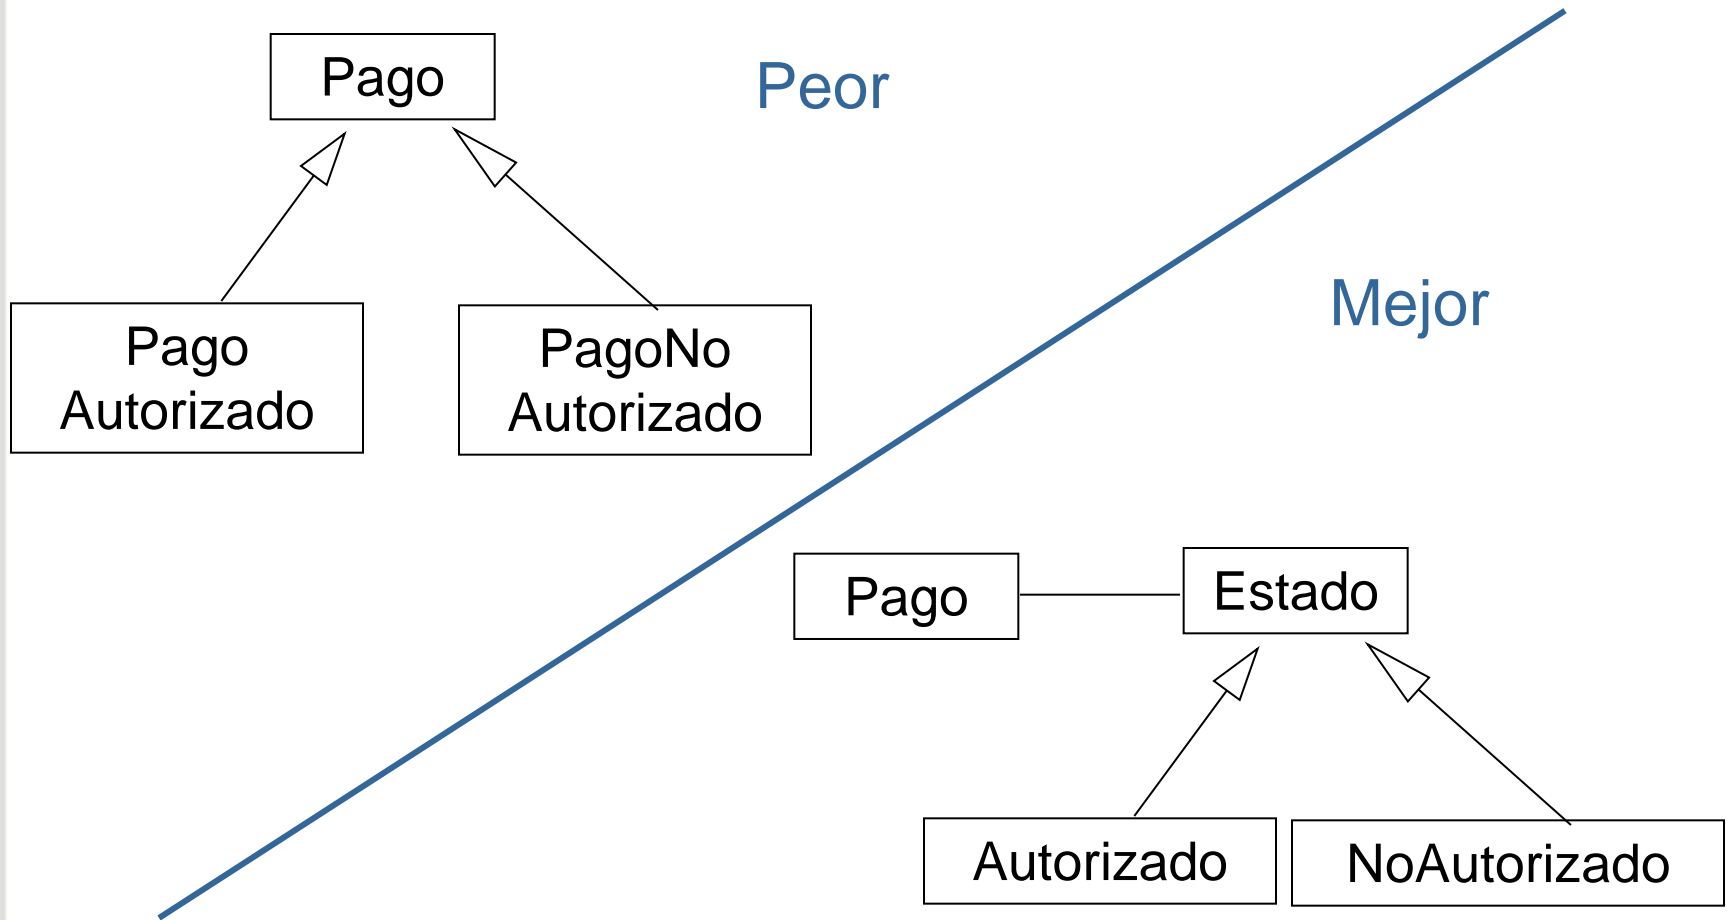 Pago
Peor
Pago
Autorizado
PagoNo
Autorizado
Mejor
Pago
Estado
Autorizado
NoAutorizado